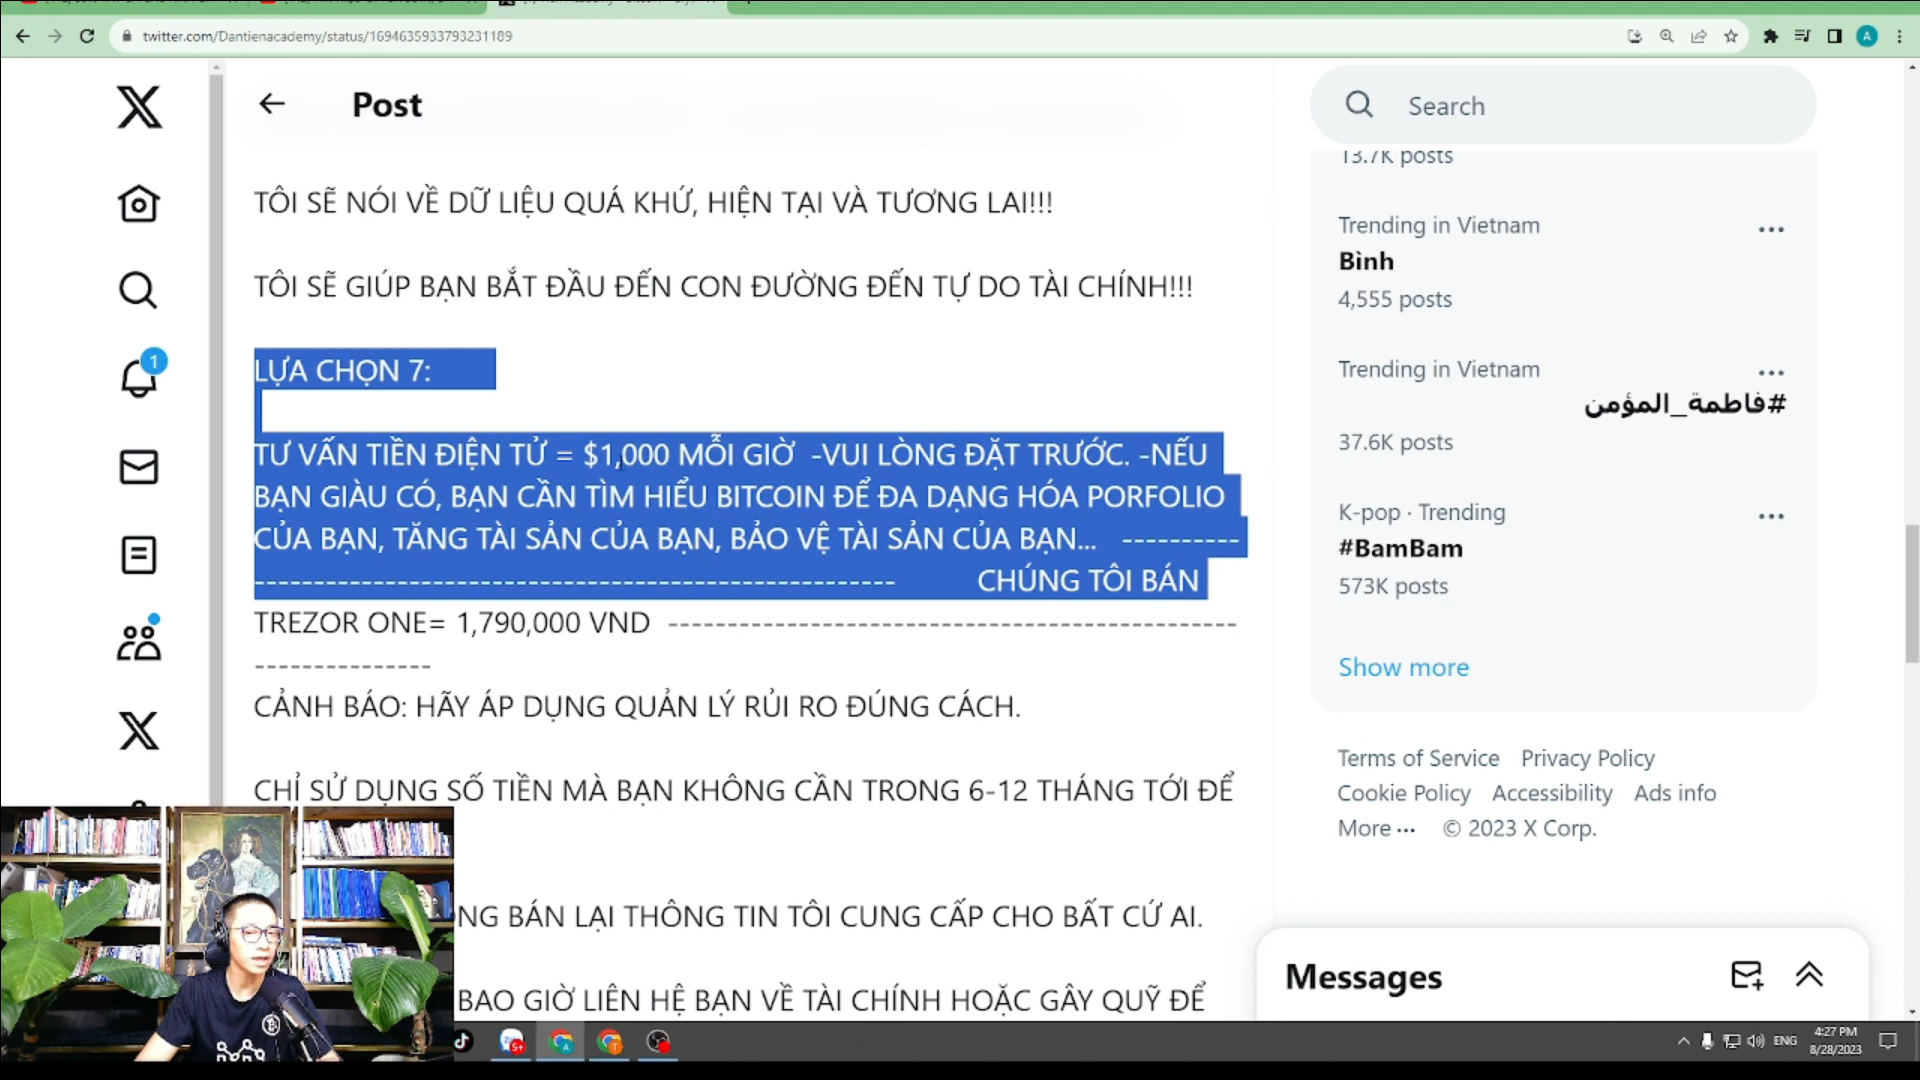 twitter.com/Dantienacademy/status/1694635933793231189
A
Post
Search
13.7K posts
TÔI SẼ NÓI VỀ DỮ LIỆU QUÁ KHỨ, HIỆN TẠI VÀ TƯƠNG LAI!!!
TÔI SẼ GIÚP BẠN BẮT ĐẦU ĐẾN CON ĐƯỜNG ĐẾN TỰ DO TÀI CHÍNH!!!
LỰA CHỌN 7:
TƯ VẤN TIỀN ĐIỆN TỬ = $1,000 MỖI GIỜ -VUI LÒNG ĐẶT TRƯỚC. -NẾU
BẠN GIÀU CÓ, BẠN CẦN TÌM HIỂU BITCOIN ĐỂ ĐA DẠNG HÓA PORFOLIO
CỦA BẠN, TĂNG TÀI SẢN CỦA BẠN, BẢO VỆ TÀI SẢN CỦA BẠN... ----------
------------------------------------------------------ CHÚNG TÔI BÁN
TREZOR ONE= 1,790,000 VND ------------------------------------------------
---------------
CẢNH BÁO: HÃY ÁP DỤNG QUẢN LÝ RỦI RO ĐÚNG CÁCH.
CHỈ SỬ DỤNG SỐ TIỀN MÀ BẠN KHÔNG CẦN TRONG 6-12 THÁNG TỚI ĐỂ
NG BÁN LẠI THÔNG TIN TÔI CUNG CẤP CHO BẤT CỨ AI.
BAO GIỜ LIÊN HỆ BẠN VỀ TÀI CHÍNH HOẶC GÂY QUỸ ĐỂ
1
Trending in Vietnam
Bình
4,555 posts
Trending in Vietnam
#فاطمة_المؤمن
37.6K posts
K-pop · Trending
#BamBam
573K posts
Show more
Terms of Service Privacy Policy
Cookie Policy Accessibility Ads info
More ··· © 2023 X Corp.
Messages
5+
ENG
4:27 PM
8/28/2023